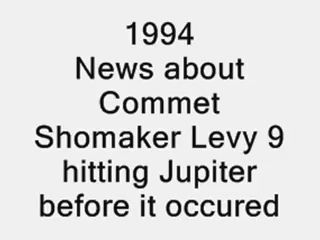 1994
News about
Commet
Shomaker Levy 9
hitting Jupiter
before it occured